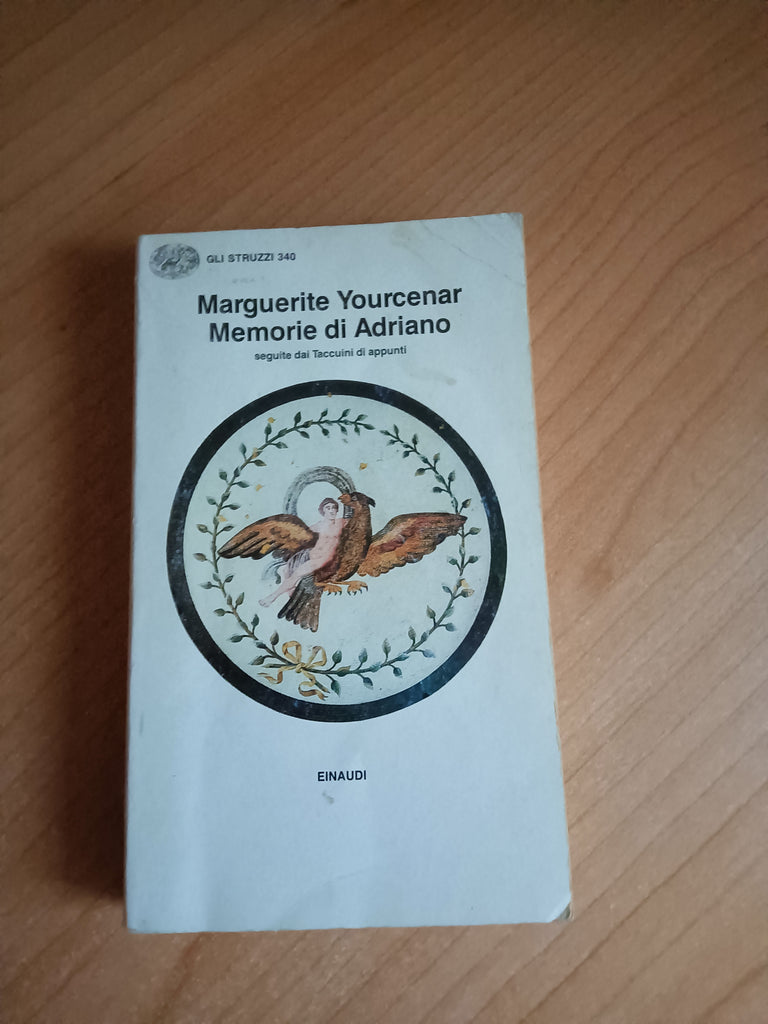 GLI STRUZZI 340
Marguerite Yourcenar
Memorie di Adriano
seguite dai Taccuini di appunti
EINAUDI